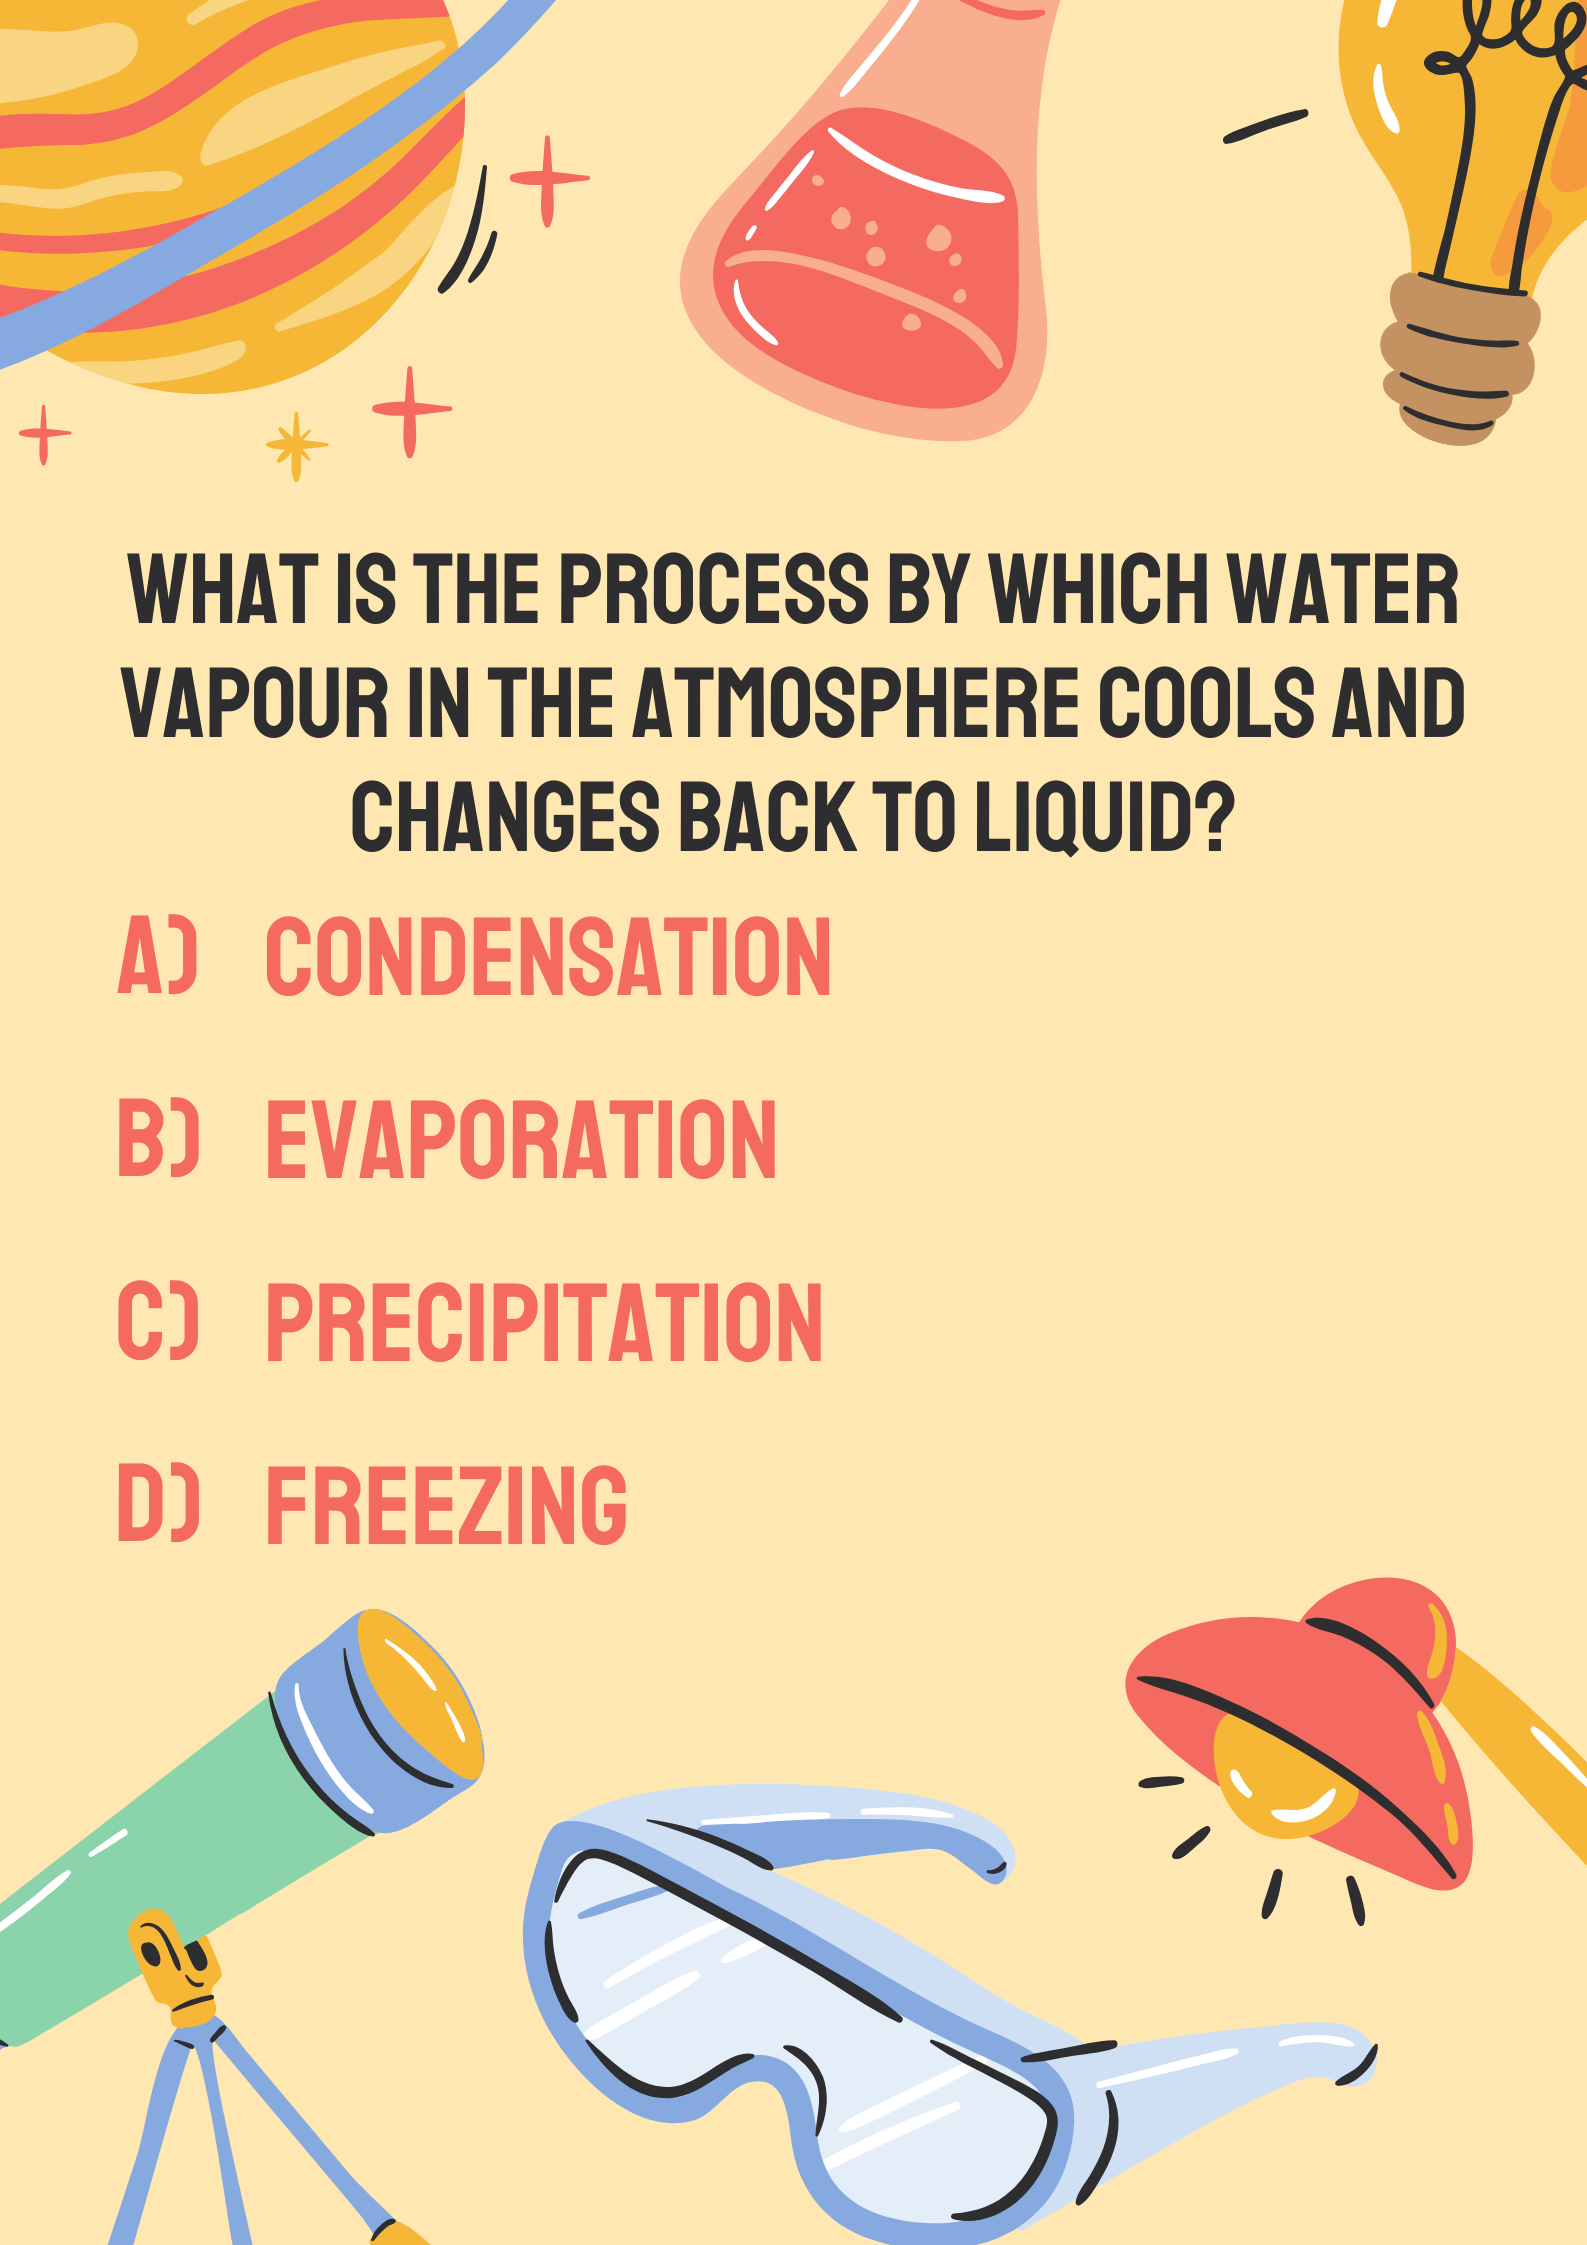 WHAT IS THE PROCESS BY WHICH WATER
VAPOUR IN THE ATMOSPHERE COOLS AND
CHANGES BACK TO LIQUID?
A) CONDENSATION
B) EVAPORATION
C) PRECIPITATION
D) FREEZING